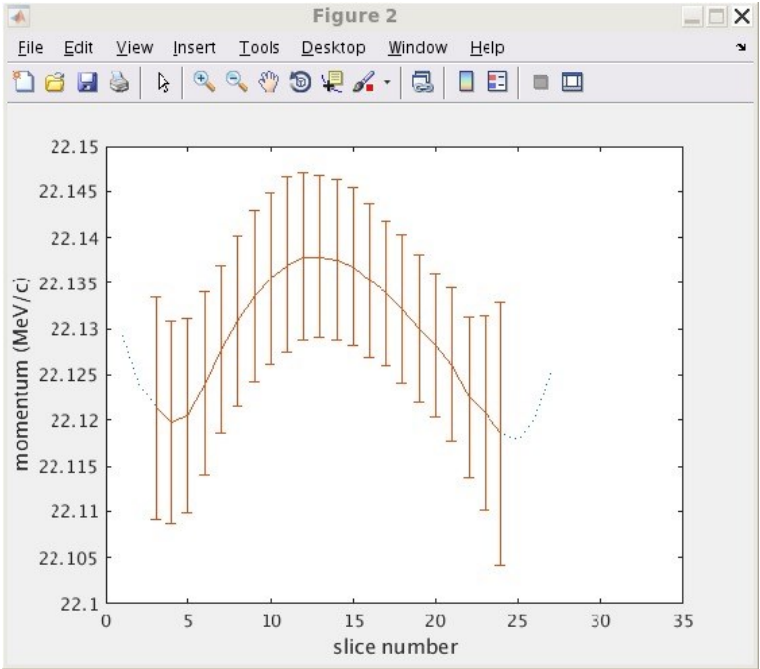 Figure 2
File Edit View Insert Tools Desktop Window Help
22.15
22.145
22.14
22.135
22.13
22.125
22.12
22.115
22.11
22.105
22.1
momentum (MeV/c)
0 5 10 15 20 25 30 35
slice number